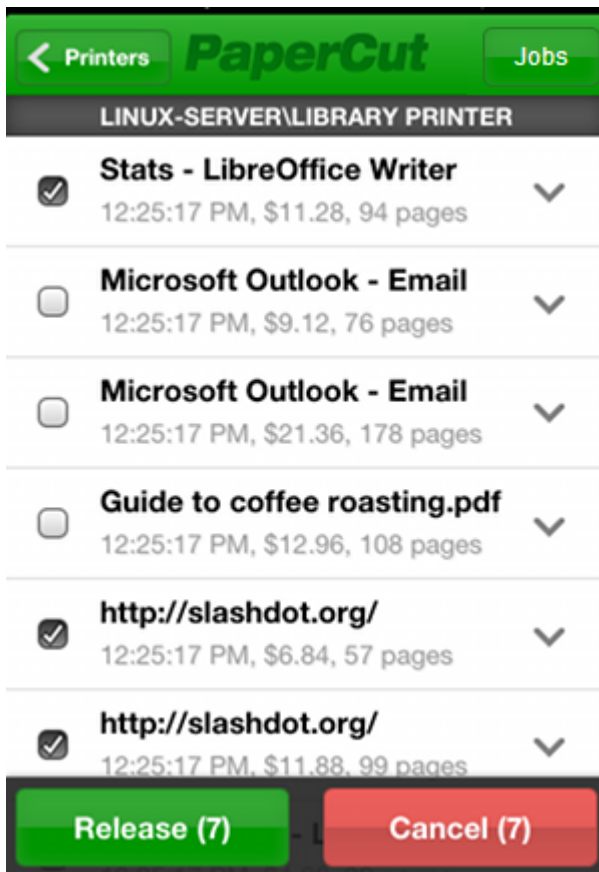 Printers
PaperCut
Jobs
LINUX-SERVER\LIBRARY PRINTER
Stats - LibreOffice Writer
12:25:17 PM, $11.28, 94 pages
Microsoft Outlook - Email
12:25:17 PM, $9.12, 76 pages
Microsoft Outlook - Email
12:25:17 PM, $21.36, 178 pages
Guide to coffee roasting.pdf
12:25:17 PM, $12.96, 108 pages
http://slashdot.org/
12:25:17 PM, $6.84, 57 pages
http://slashdot.org/
12:25:17 PM, $11.88, 99 pages
Release (7)
Cancel (7)